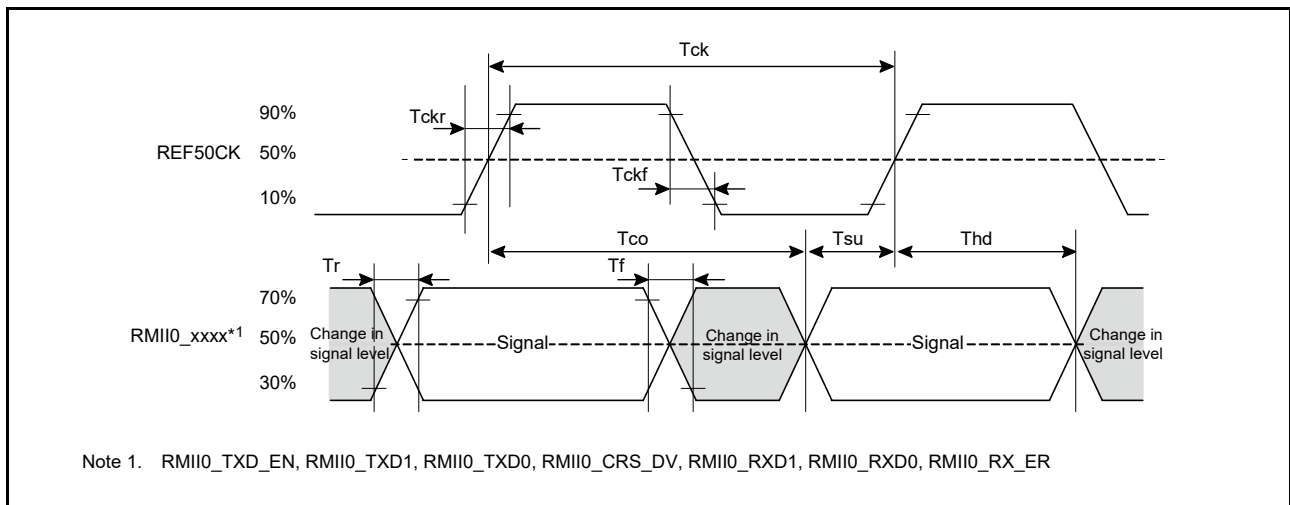 Tck
90%
Tckr
REF50CK 50%
Tckf
10%
Tco Tsu Thd
Tr Tf
70%
RMII0_xxxx*1 50% Change in signal level Signal Change in signal level Signal Change in signal level
30%
Note 1. RMII0_TXD_EN, RMII0_TXD1, RMII0_TXD0, RMII0_CRS_DV, RMII0_RXD1, RMII0_RXD0, RMII0_RX_ER